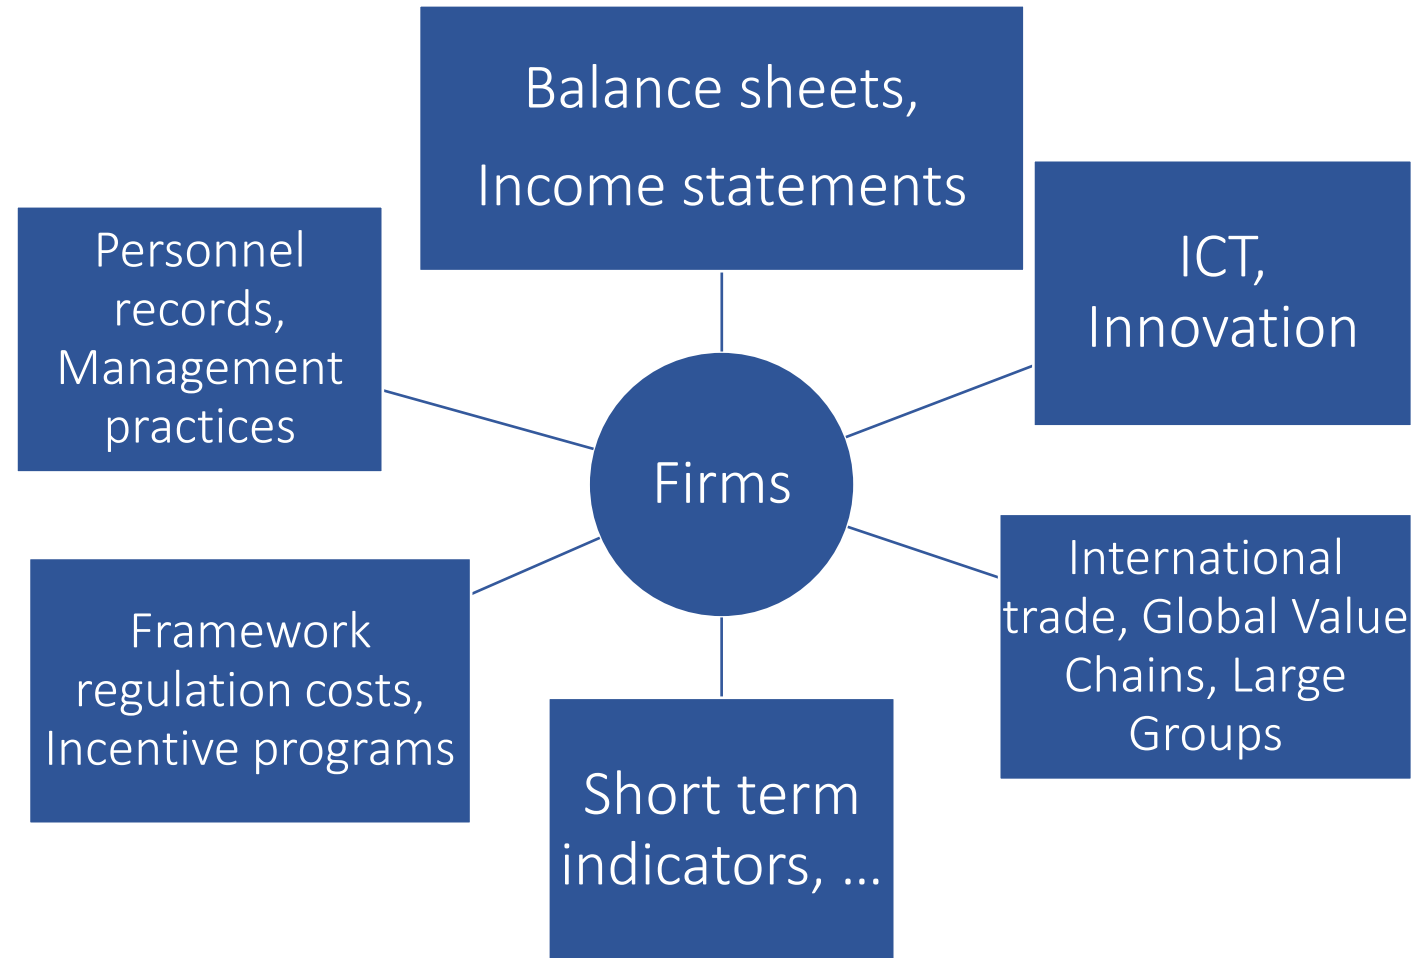 Balance sheets,
Income statements
ICT,
Innovation
Personnel
records,
Management
practices
Firms
International
trade, Global Value
Chains, Large
Groups
Framework
regulation costs,
Incentive programs
Short term
indicators, ...